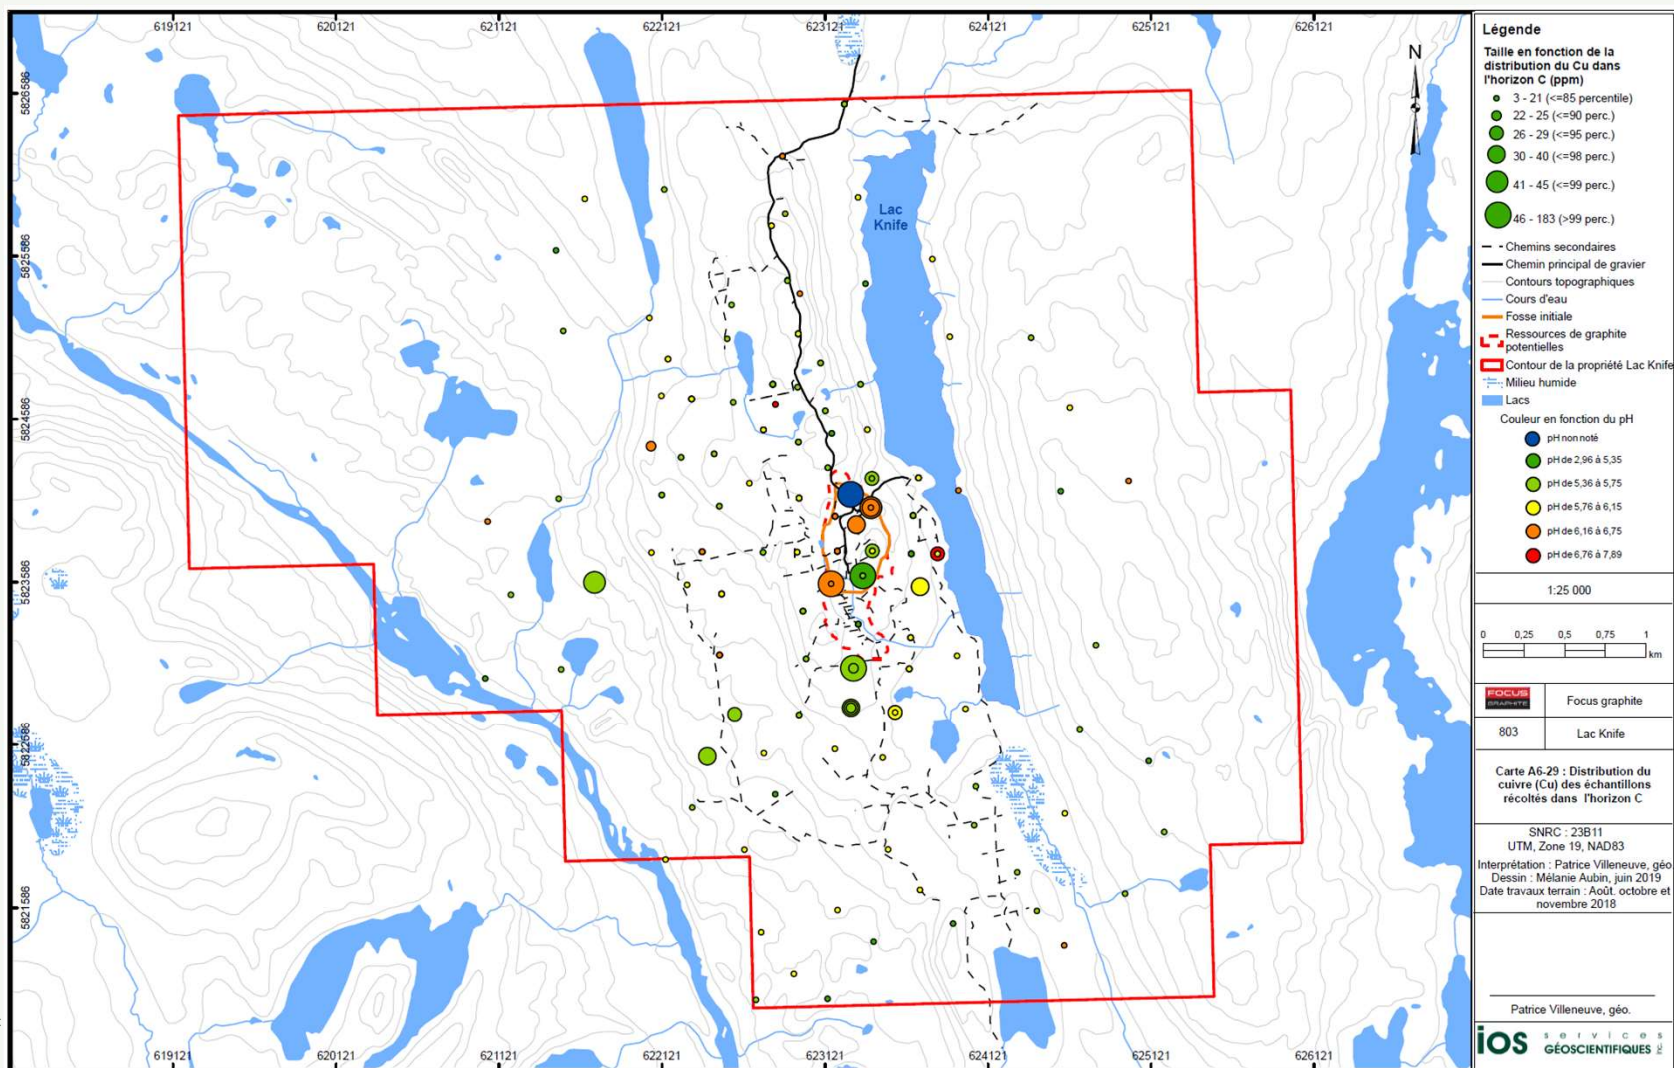 619121 620121 621121 622121 623121 624121 625121 626121
5826586
5825586
5824586
5823586
5822586
5821586
Lac
Knife
619121 620121 621121 622121 623121 624121 625121 626121
Légende
Taille en fonction de la
distribution du Cu dans
l'horizon C (ppm)
3 - 21 (<=85 percentile)
22 - 25 (<=90 perc.)
26 - 29 (<=95 perc.)
30 - 40 (<=98 perc.)
41 - 45 (<=99 perc.)
46 - 183 (>99 perc.)
Chemins secondaires
Chemin principal de gravier
Contours topographiques
Cours d'eau
Fosse initiale
Ressources de graphite
potentielles
Contour de la propriété Lac Knife
Milieu humide
Lacs
Couleur en fonction du pH
pH non noté
pH de 2,96 à 5,35
pH de 5,36 à 5,75
pH de 5,76 à 6,15
pH de 6,16 à 6,75
pH de 6,76 à 7,89
N
1:25 000
0 0,25 0,5 0,75 1
km
FOCUS
GRAPHITE
Focus graphite
803 Lac Knife
Carte A6-29 : Distribution du
cuivre (Cu) des échantillons
récoltés dans l'horizon C
SNRC : 23B11
UTM, Zone 19, NAD83
Interprétation : Patrice Villeneuve, géo.
Dessin : Mélanie Aubin, juin 2019
Date travaux terrain : Août. octobre et
novembre 2018
Patrice Villeneuve, géo.
ios services
GÉOSCIENTIFIQUES inc.